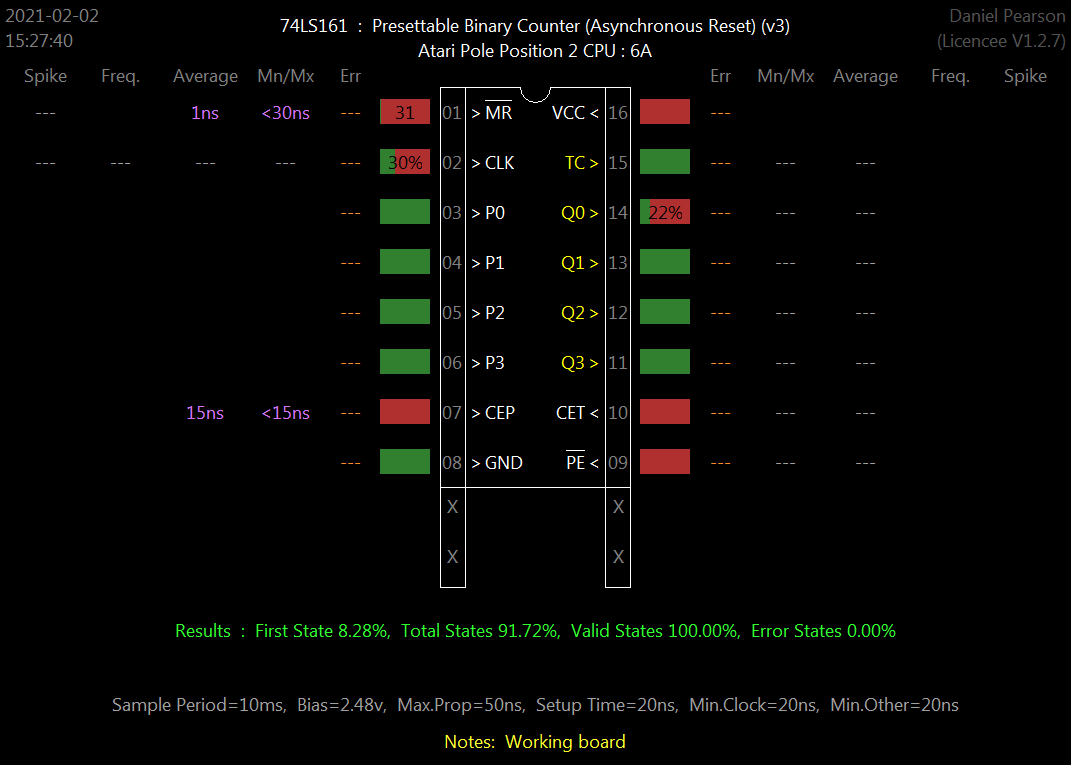 2021-02-02 74LS161 : Presettable Binary Counter (Asynchronous Reset) (v3) Daniel Pearson
15:27:40 Atari Pole Position 2 CPU : 6A (Licencee V1.2.7)
Spike Freq. Average Mn/Mx Err Err Mn/Mx Average Freq. Spike
--- 1ns <30ns --- 31 01 > MR VCC < 16 ---
--- --- --- --- --- 30% 02 > CLK TC > 15 --- --- ---
--- 03 > P0 Q0 > 14 22% --- --- ---
--- 04 > P1 Q1 > 13 --- --- ---
--- 05 > P2 Q2 > 12 --- --- ---
--- 06 > P3 Q3 > 11 --- --- ---
15ns <15ns --- 07 > CEP CET < 10 --- --- ---
--- 08 > GND PE < 09 --- --- ---
X X
X X
Results : First State 8.28%, Total States 91.72%, Valid States 100.00%, Error States 0.00%
Sample Period=10ms, Bias=2.48v, Max.Prop=50ns, Setup Time=20ns, Min.Clock=20ns, Min.Other=20ns
Notes: Working board